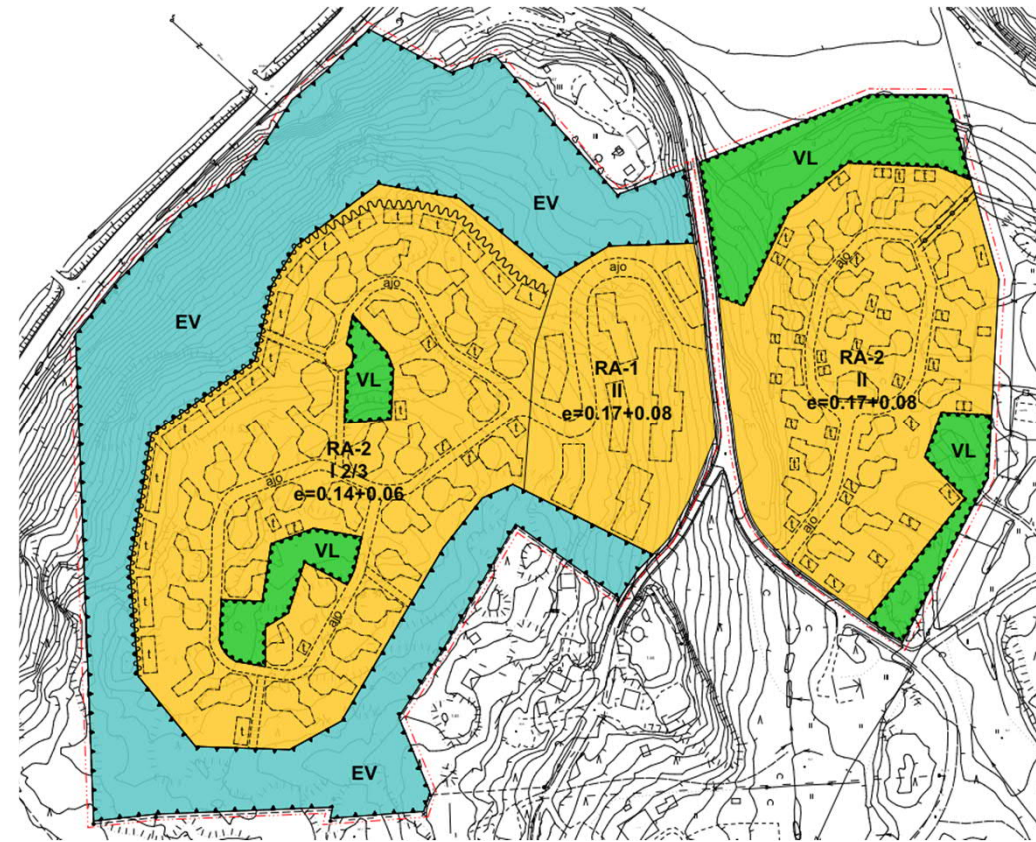 VL
EV
EV
ajo
ajo
ajo
RA-1
II
e=0.17+0.08
RA-2
II
e=0.17+0.08
VL
RA-2
I 2/3
e=0.14+0.06
VL
ajo
ajo
VL
ajo
EV